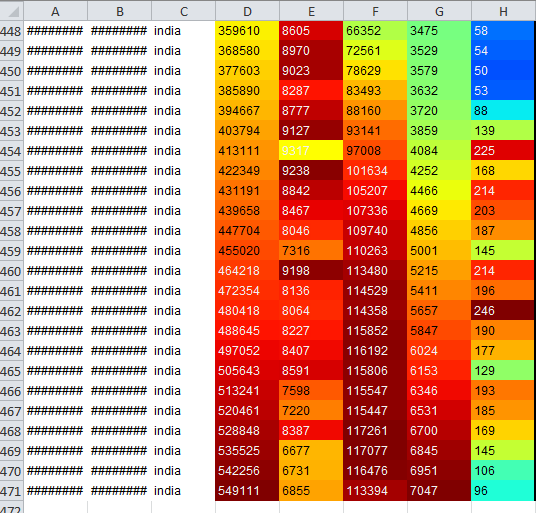 A B C D E F G H
448 ######## ######## india 359610 8605 66352 3475 58
449 ######## ######## india 368580 8970 72561 3529 54
450 ######## ######## india 377603 9023 78629 3579 50
451 ######## ######## india 385890 8287 83493 3632 53
452 ######## ######## india 394667 8777 88160 3720 88
453 ######## ######## india 403794 9127 93141 3859 139
454 ######## ######## india 413111 9317 97008 4084 225
455 ######## ######## india 422349 9238 101634 4252 168
456 ######## ######## india 431191 8842 105207 4466 214
457 ######## ######## india 439658 8467 107336 4669 203
458 ######## ######## india 447704 8046 109740 4856 187
459 ######## ######## india 455020 7316 110263 5001 145
460 ######## ######## india 464218 9198 113480 5215 214
461 ######## ######## india 472354 8136 114529 5411 196
462 ######## ######## india 480418 8064 114358 5657 246
463 ######## ######## india 488645 8227 115852 5847 190
464 ######## ######## india 497052 8407 116192 6024 177
465 ######## ######## india 505643 8591 115806 6153 129
466 ######## ######## india 513241 7598 115547 6346 193
467 ######## ######## india 520461 7220 115447 6531 185
468 ######## ######## india 528848 8387 117261 6700 169
469 ######## ######## india 535525 6677 117077 6845 145
470 ######## ######## india 542256 6731 116476 6951 106
471 ######## ######## india 549111 6855 113394 7047 96
472